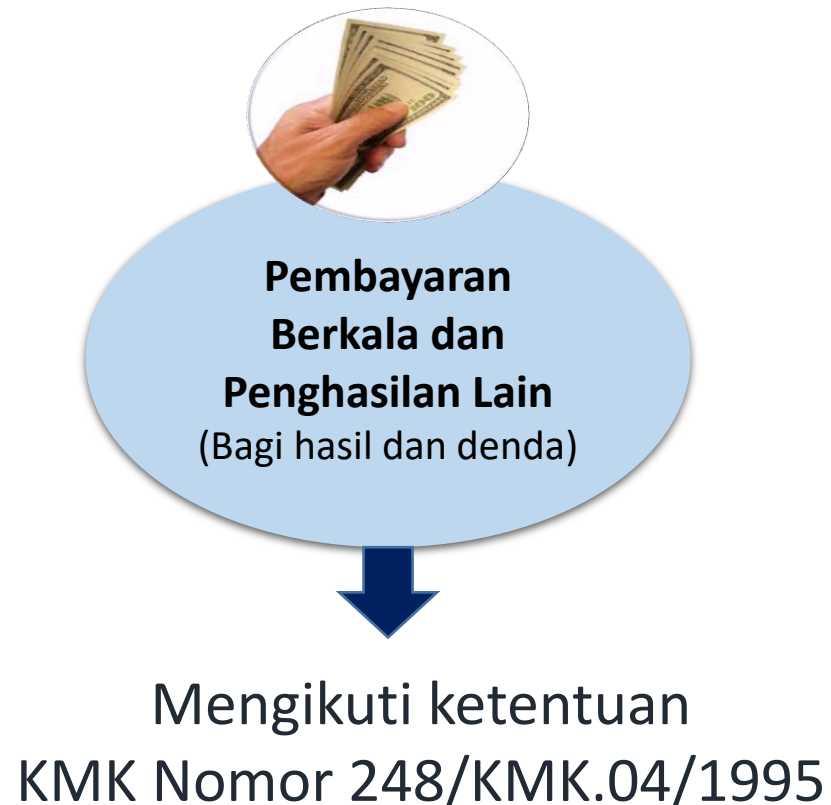 Pembayaran
Berkala dan
Penghasilan Lain
(Bagi hasil dan denda)
Mengikuti ketentuan
KMK Nomor 248/KMK.04/1995